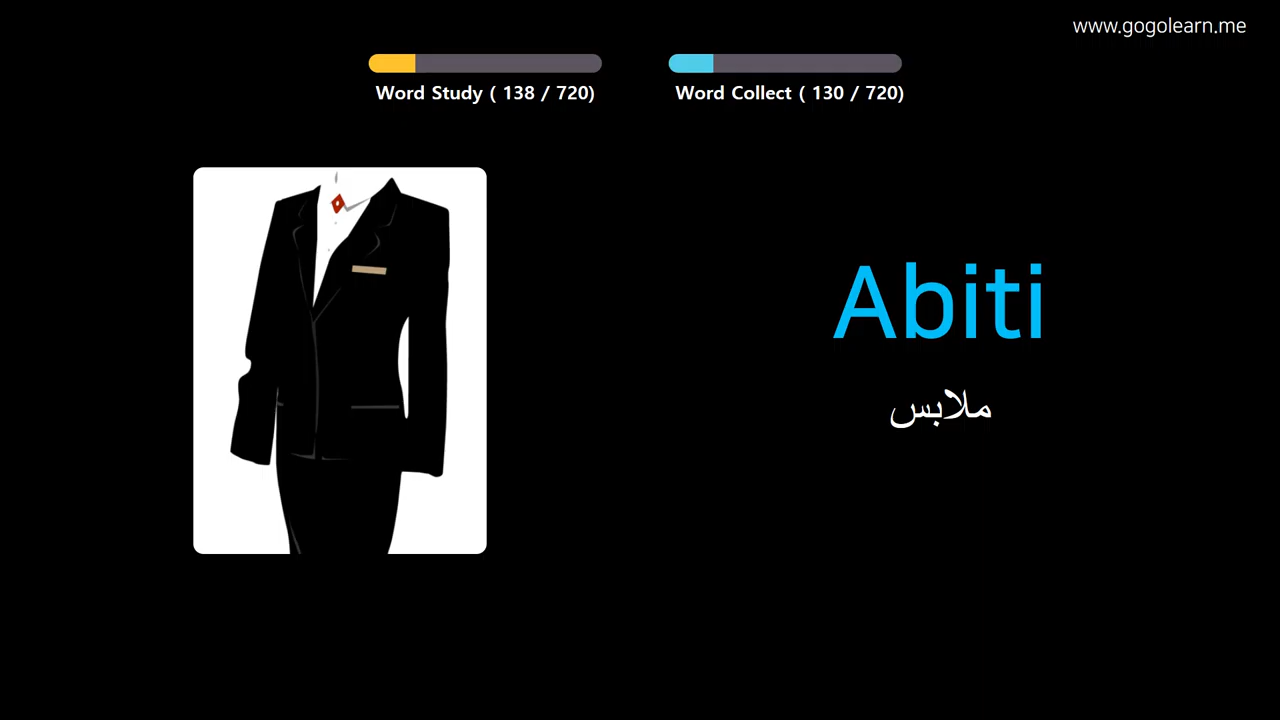 www.gogolearn.me
Word Study ( 138 / 720)
Word Collect ( 130 / 720)
Abiti
ملابس